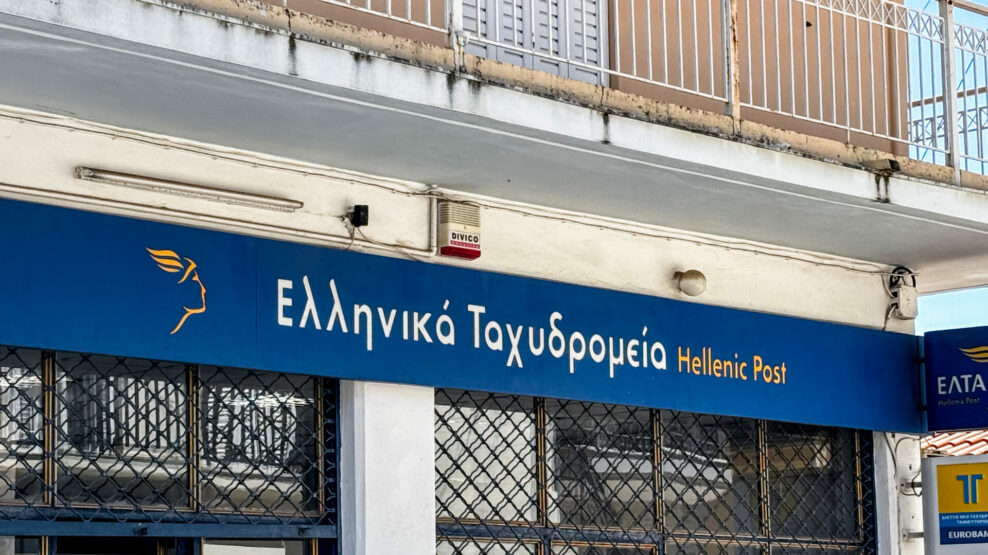 DIVICO
Ελληνικά Ταχυδρομεία Hellenic Post
ΕΛΤΑ
Hellenic Post
EUROBAN